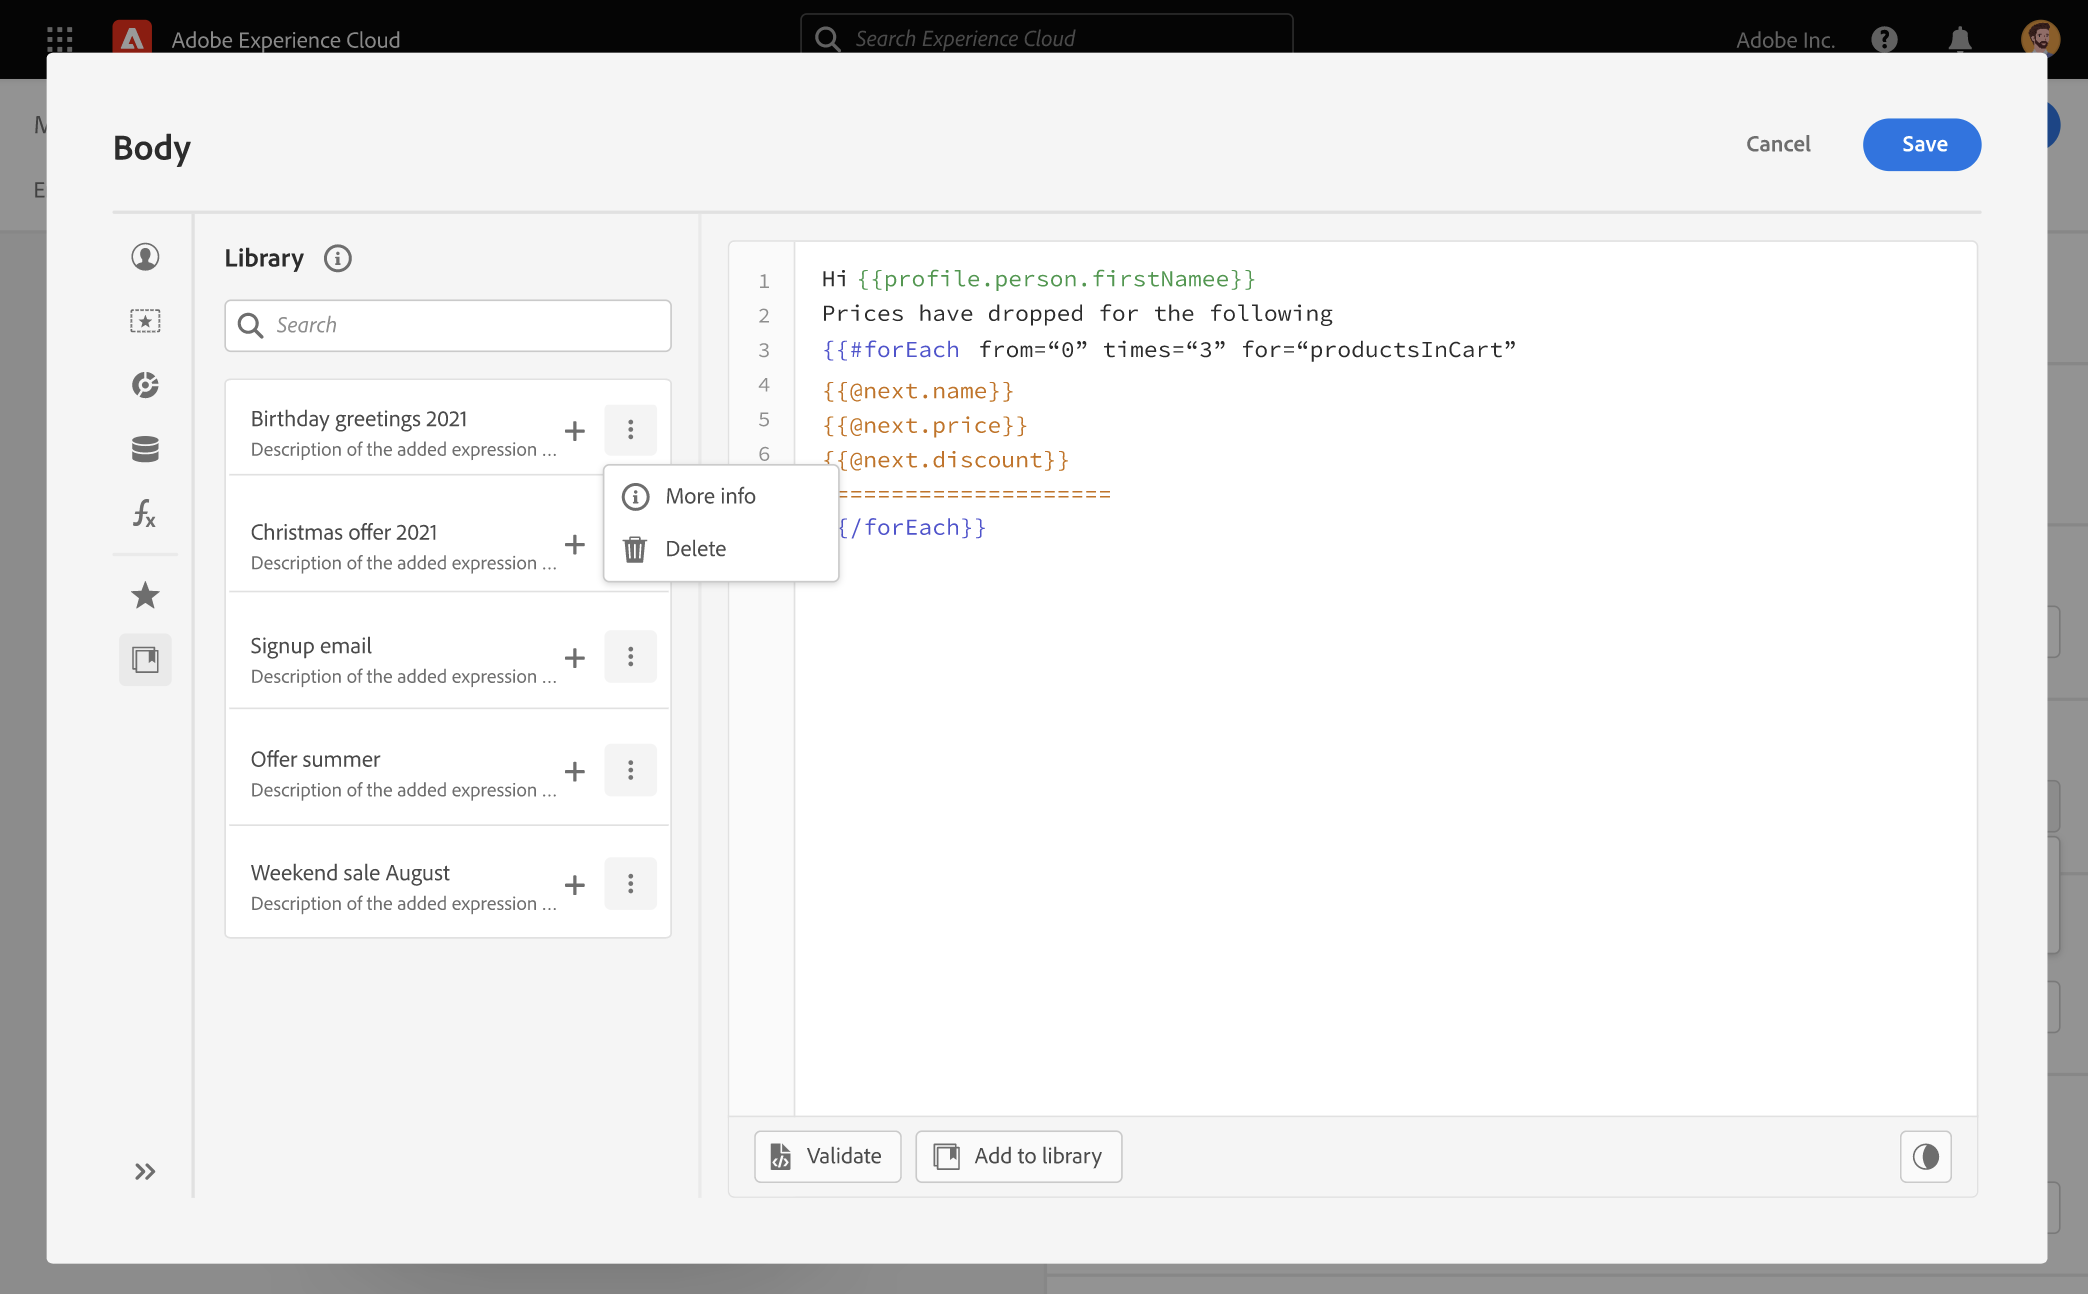 Adobe Experience Cloud
Search Experience Cloud
Adobe Inc.
Body
Cancel
Save
Library
Search
Birthday greetings 2021
Description of the added expression ...
Christmas offer 2021
Description of the added expression ...
Signup email
Description of the added expression ...
Offer summer
Description of the added expression ...
Weekend sale August
Description of the added expression ...
More info
Delete
1 Hi {{profile.person.firstNamee}}
2 Prices have dropped for the following
3 {{#forEach from=“0” times=“3” for=“productsInCart”
4 {{@next.name}}
5 {{@next.price}}
6 {{@next.discount}}
====================
{/forEach}}
Validate
Add to library